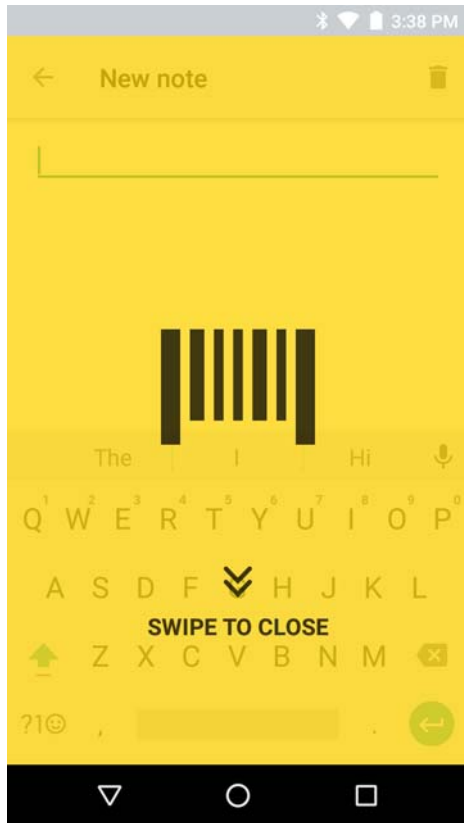 3:38 PM
New note
The I Hi
1 2 3 4 5 6 7 8 9 0
Q W E R T Y U I O P
A S D F H J K L
SWIPE TO CLOSE
Z X C V B N M
?1☺ , .